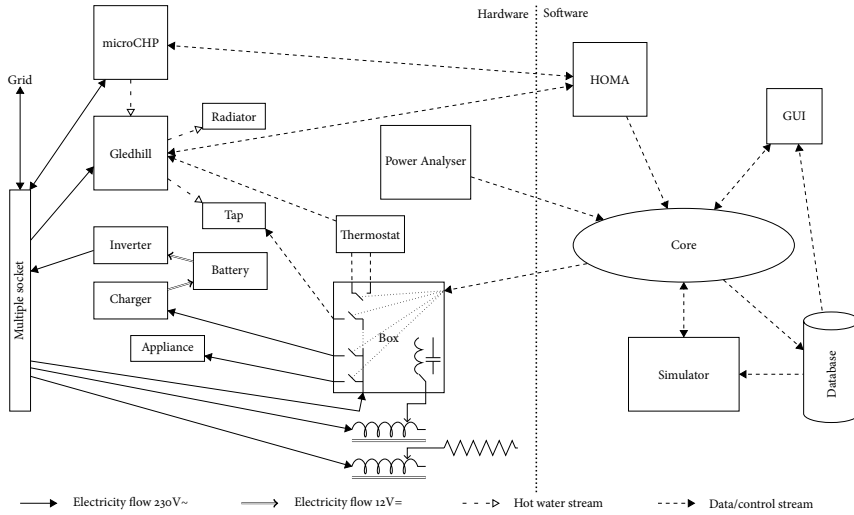 Hardware
Software
microCHP
HOMA
Grid
GUI
Radiator
Gledhill
Power Analyser
Tap
Thermostat
Inverter
Battery
Core
Charger
Multiple socket
Box
Appliance
Simulator
Database
Electricity flow 230V~
Electricity flow 12V=
Hot water stream
Data/control stream